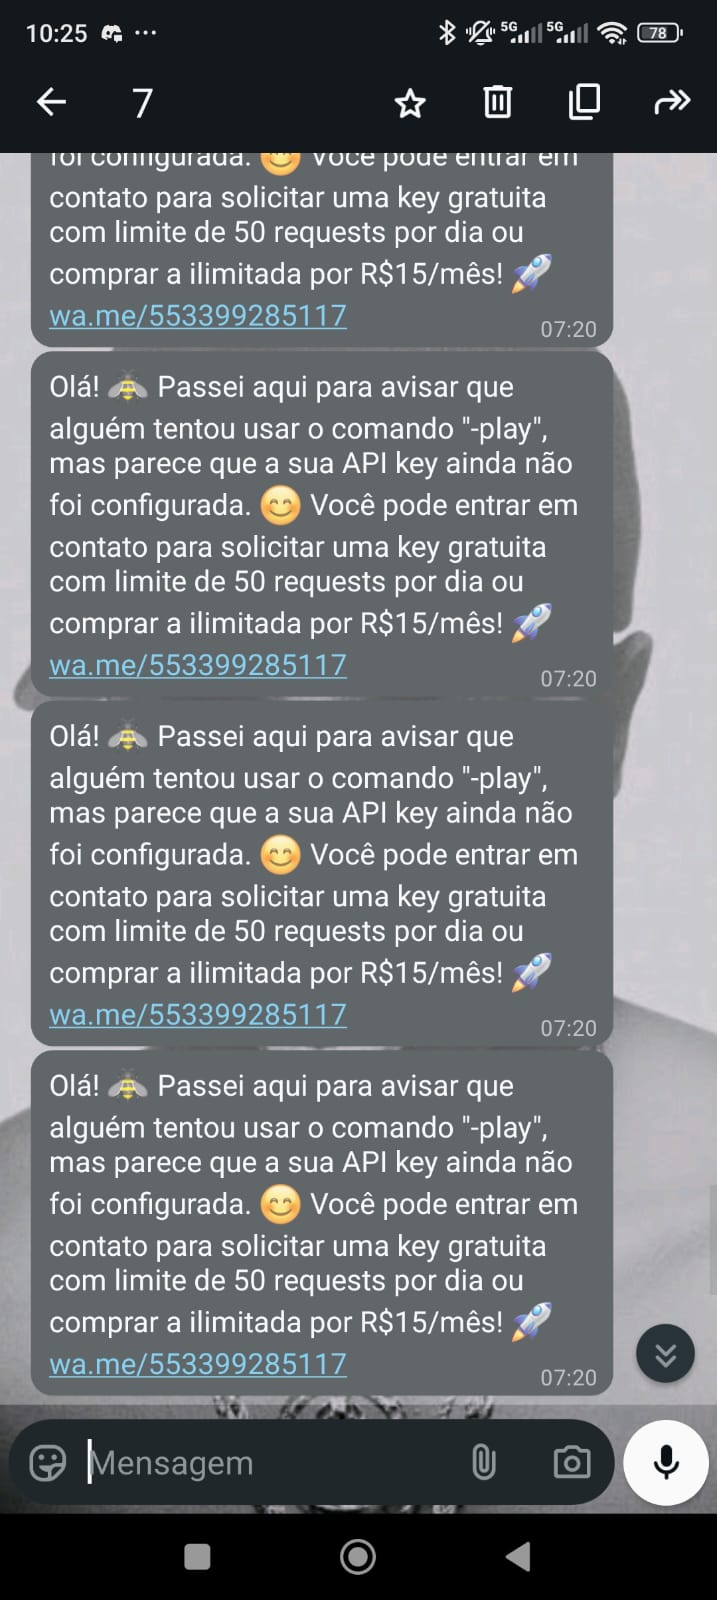 10:25 ...
5G 5G 78
7
foi configurada. 😊 Você pode entrar em
contato para solicitar uma key gratuita
com limite de 50 requests por dia ou
comprar a ilimitada por R$15/mês! 🚀
wa.me/553399285117
07:20
Olá! 🐝 Passei aqui para avisar que
alguém tentou usar o comando "-play",
mas parece que a sua API key ainda não
foi configurada. 😊 Você pode entrar em
contato para solicitar uma key gratuita
com limite de 50 requests por dia ou
comprar a ilimitada por R$15/mês! 🚀
wa.me/553399285117
07:20
Olá! 🐝 Passei aqui para avisar que
alguém tentou usar o comando "-play",
mas parece que a sua API key ainda não
foi configurada. 😊 Você pode entrar em
contato para solicitar uma key gratuita
com limite de 50 requests por dia ou
comprar a ilimitada por R$15/mês! 🚀
wa.me/553399285117
07:20
Olá! 🐝 Passei aqui para avisar que
alguém tentou usar o comando "-play",
mas parece que a sua API key ainda não
foi configurada. 😊 Você pode entrar em
contato para solicitar uma key gratuita
com limite de 50 requests por dia ou
comprar a ilimitada por R$15/mês! 🚀
wa.me/553399285117
07:20
Mensagem